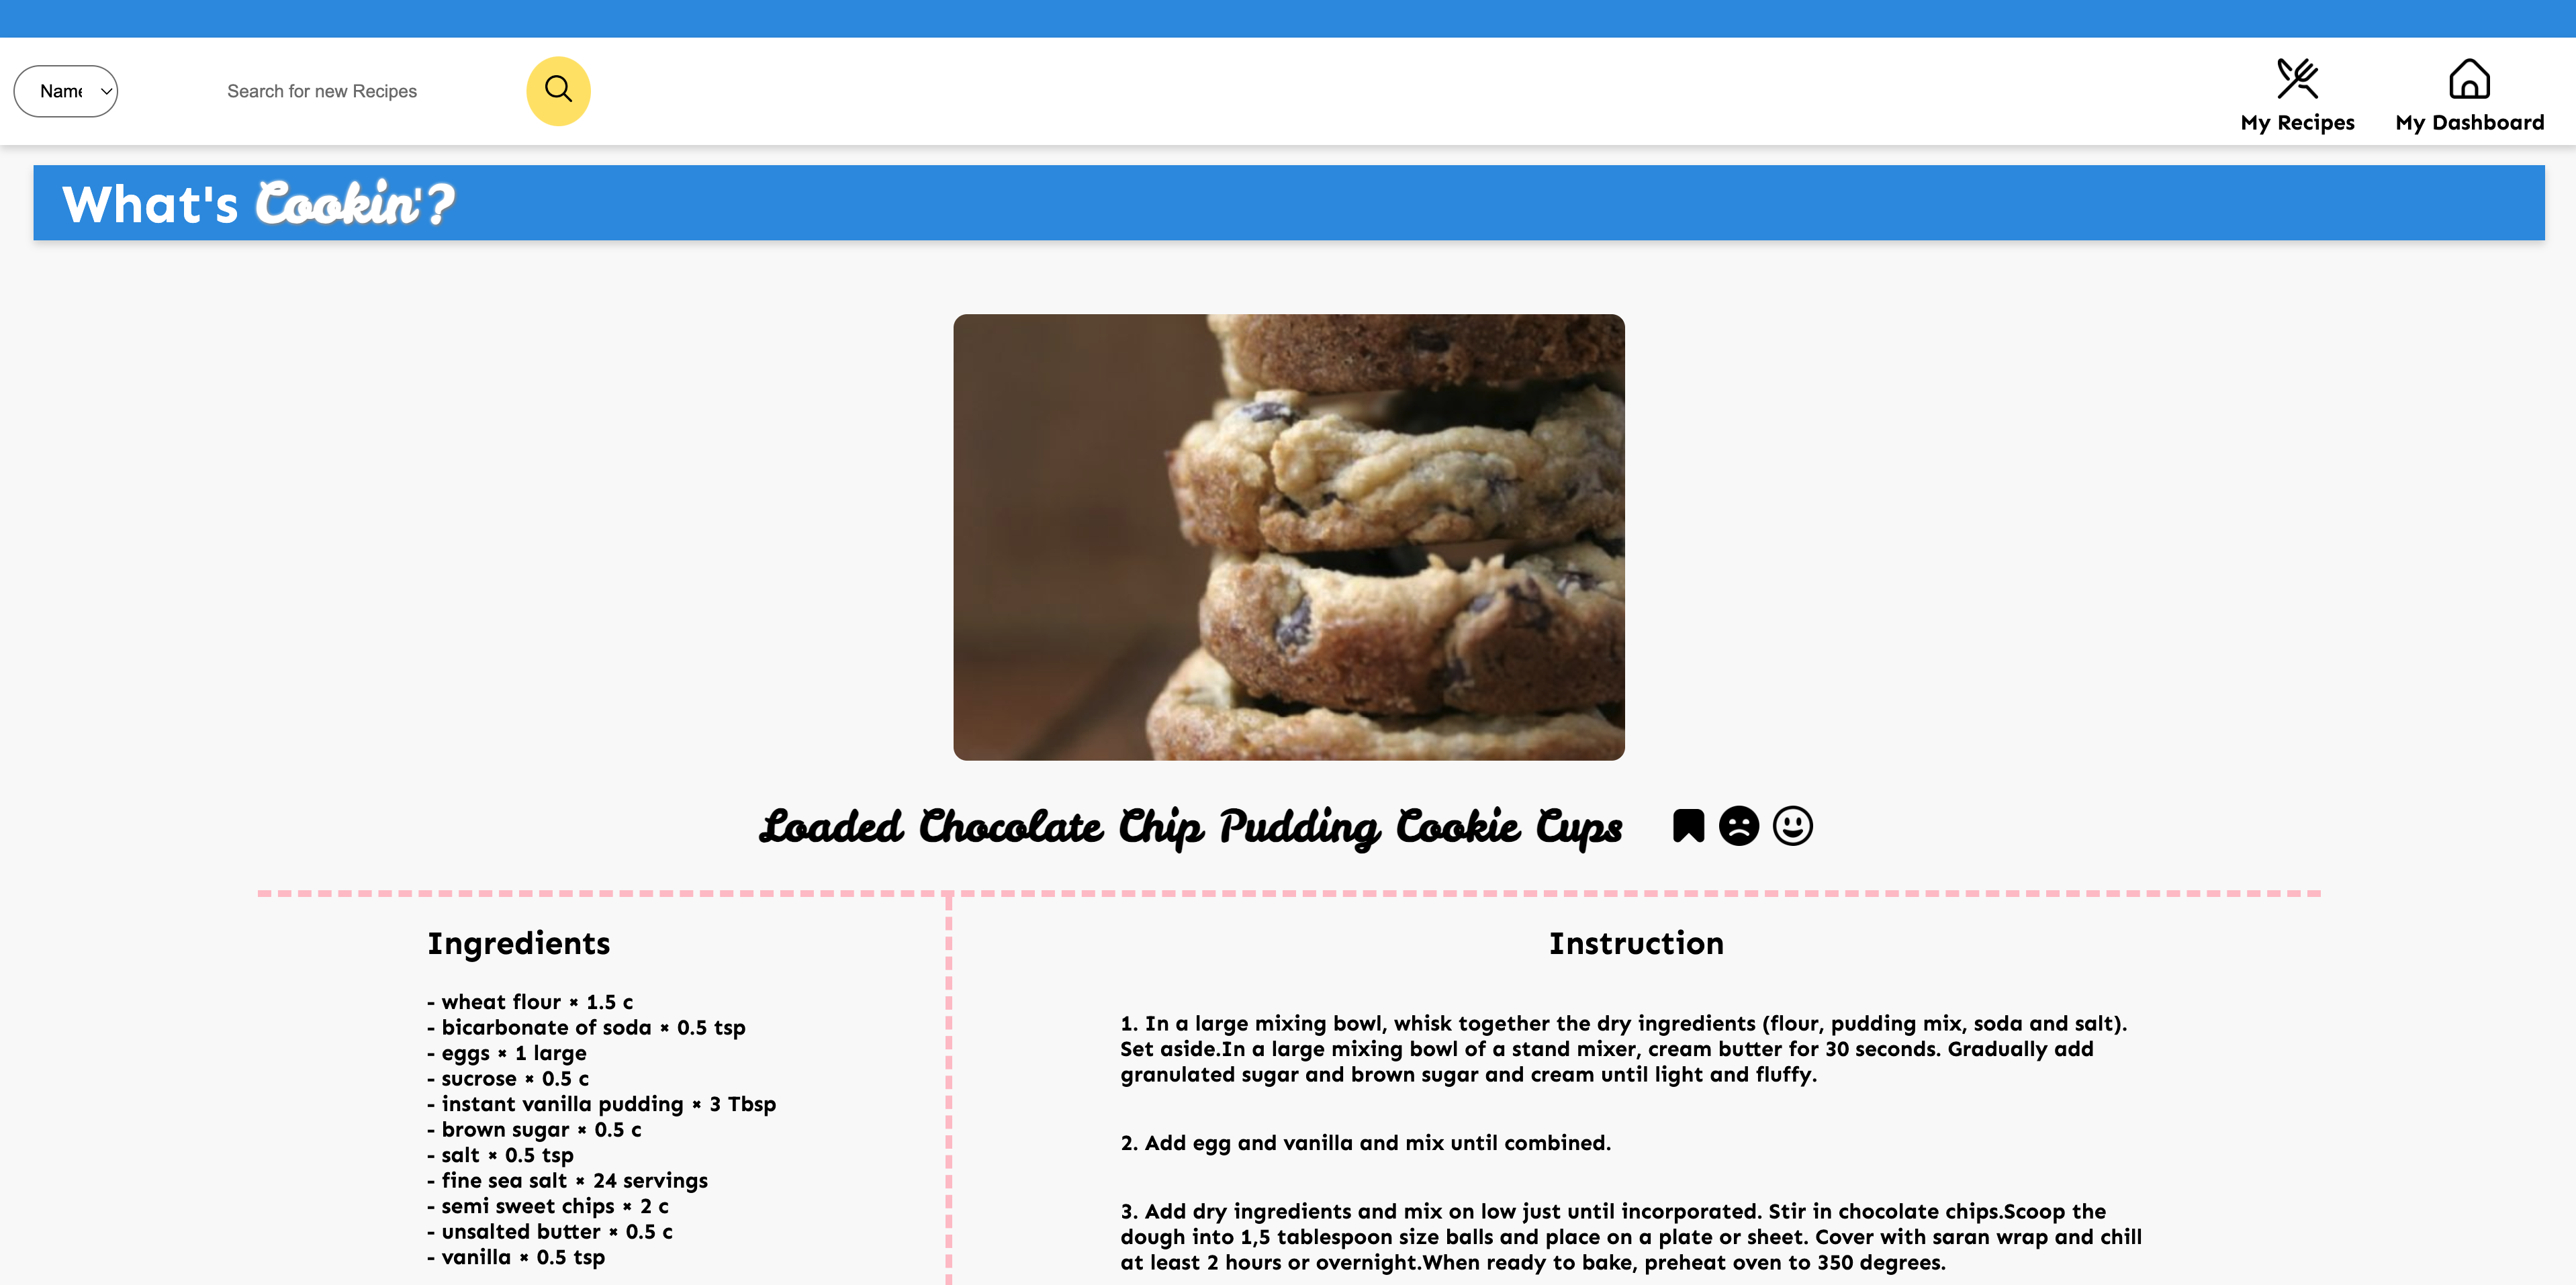 Name
Search for new Recipes
My Recipes
My Dashboard
What's Cookin'?
Loaded Chocolate Chip Pudding Cookie Cups
Ingredients
- wheat flour × 1.5 c
- bicarbonate of soda × 0.5 tsp
- eggs × 1 large
- sucrose × 0.5 c
- instant vanilla pudding × 3 Tbsp
- brown sugar × 0.5 c
- salt × 0.5 tsp
- fine sea salt × 24 servings
- semi sweet chips × 2 c
- unsalted butter × 0.5 c
- vanilla × 0.5 tsp
Instruction
1. In a large mixing bowl, whisk together the dry ingredients (flour, pudding mix, soda and salt).
Set aside.In a large mixing bowl of a stand mixer, cream butter for 30 seconds. Gradually add
granulated sugar and brown sugar and cream until light and fluffy.
2. Add egg and vanilla and mix until combined.
3. Add dry ingredients and mix on low just until incorporated. Stir in chocolate chips.Scoop the
dough into 1,5 tablespoon size balls and place on a plate or sheet. Cover with saran wrap and chill
at least 2 hours or overnight.When ready to bake, preheat oven to 350 degrees.